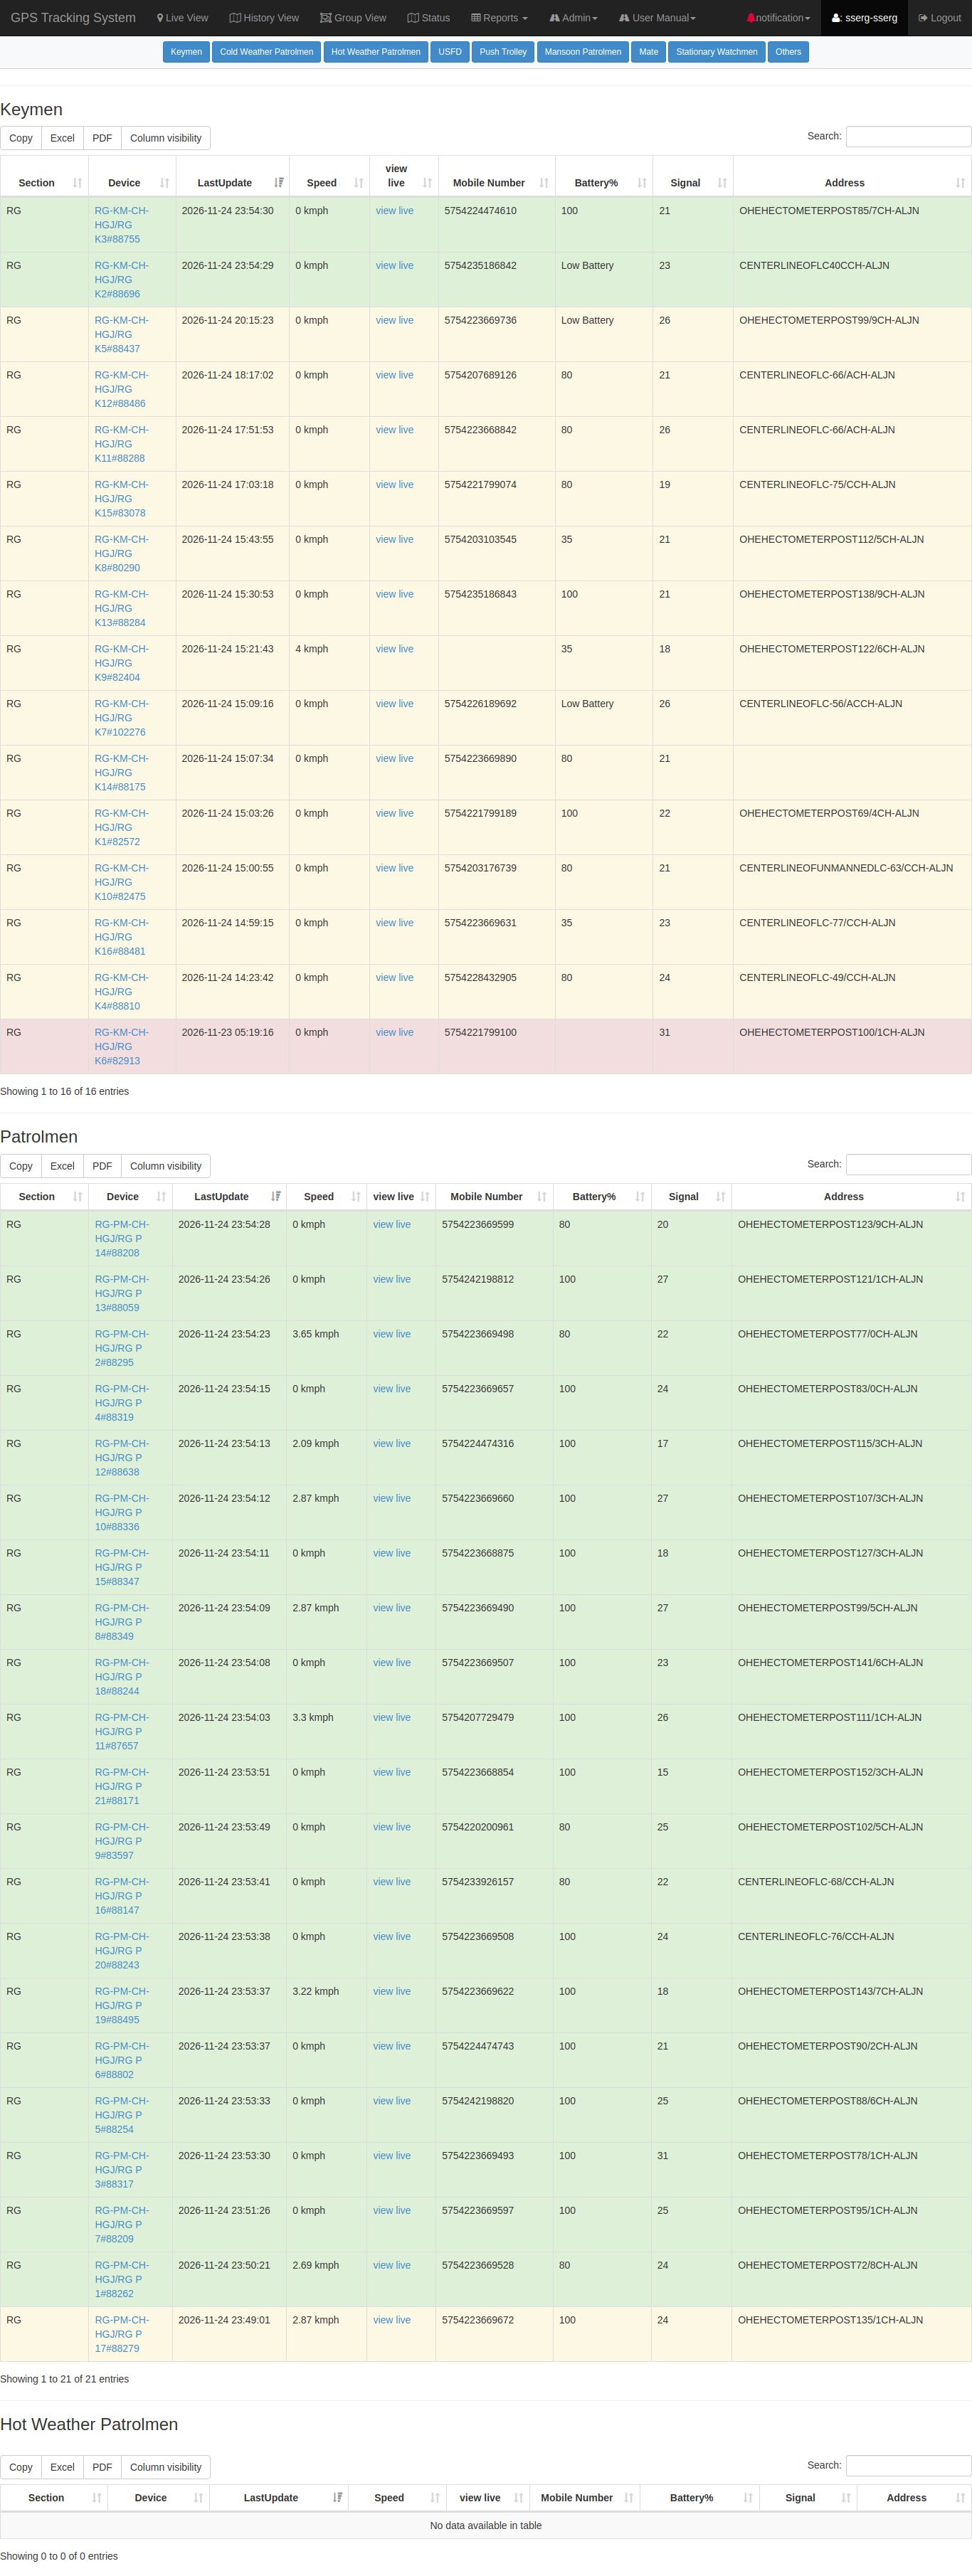 GPS Tracking System Live View History View Group View Status Reports Admin User Manual notification : sserg-sserg Logout
Keymen Cold Weather Patrolmen Hot Weather Patrolmen USFD Push Trolley Mansoon Patrolmen Mate Stationary Watchmen Others
Keymen
Copy Excel PDF Column visibility Search:
view
Section Device LastUpdate Speed live Mobile Number Battery% Signal Address
RG RG-KM-CH- 2026-11-24 23:54:30 0 kmph view live 5754224474610 100 21 OHEHECTOMETERPOST85/7CH-ALJN
HGJ/RG
K3#88755
RG RG-KM-CH- 2026-11-24 23:54:29 0 kmph view live 5754235186842 Low Battery 23 CENTERLINEOFLC40CCH-ALJN
HGJ/RG
K2#88696
RG RG-KM-CH- 2026-11-24 20:15:23 0 kmph view live 5754223669736 Low Battery 26 OHEHECTOMETERPOST99/9CH-ALJN
HGJ/RG
K5#88437
RG RG-KM-CH- 2026-11-24 18:17:02 0 kmph view live 5754207689126 80 21 CENTERLINEOFLC-66/ACH-ALJN
HGJ/RG
K12#88486
RG RG-KM-CH- 2026-11-24 17:51:53 0 kmph view live 5754223668842 80 26 CENTERLINEOFLC-66/ACH-ALJN
HGJ/RG
K11#88288
RG RG-KM-CH- 2026-11-24 17:03:18 0 kmph view live 5754221799074 80 19 CENTERLINEOFLC-75/CCH-ALJN
HGJ/RG
K15#83078
RG RG-KM-CH- 2026-11-24 15:43:55 0 kmph view live 5754203103545 35 21 OHEHECTOMETERPOST112/5CH-ALJN
HGJ/RG
K8#80290
RG RG-KM-CH- 2026-11-24 15:30:53 0 kmph view live 5754235186843 100 21 OHEHECTOMETERPOST138/9CH-ALJN
HGJ/RG
K13#88284
RG RG-KM-CH- 2026-11-24 15:21:43 4 kmph view live 35 18 OHEHECTOMETERPOST122/6CH-ALJN
HGJ/RG
K9#82404
RG RG-KM-CH- 2026-11-24 15:09:16 0 kmph view live 5754226189692 Low Battery 26 CENTERLINEOFLC-56/ACCH-ALJN
HGJ/RG
K7#102276
RG RG-KM-CH- 2026-11-24 15:07:34 0 kmph view live 5754223669890 80 21
HGJ/RG
K14#88175
RG RG-KM-CH- 2026-11-24 15:03:26 0 kmph view live 5754221799189 100 22 OHEHECTOMETERPOST69/4CH-ALJN
HGJ/RG
K1#82572
RG RG-KM-CH- 2026-11-24 15:00:55 0 kmph view live 5754203176739 80 21 CENTERLINEOFUNMANNEDLC-63/CCH-ALJN
HGJ/RG
K10#82475
RG RG-KM-CH- 2026-11-24 14:59:15 0 kmph view live 5754223669631 35 23 CENTERLINEOFLC-77/CCH-ALJN
HGJ/RG
K16#88481
RG RG-KM-CH- 2026-11-24 14:23:42 0 kmph view live 5754228432905 80 24 CENTERLINEOFLC-49/CCH-ALJN
HGJ/RG
K4#88810
RG RG-KM-CH- 2026-11-23 05:19:16 0 kmph view live 5754221799100 31 OHEHECTOMETERPOST100/1CH-ALJN
HGJ/RG
K6#82913
Showing 1 to 16 of 16 entries
Patrolmen
Copy Excel PDF Column visibility Search:
Section Device LastUpdate Speed view live Mobile Number Battery% Signal Address
RG RG-PM-CH- 2026-11-24 23:54:28 0 kmph view live 5754223669599 80 20 OHEHECTOMETERPOST123/9CH-ALJN
HGJ/RG P
14#88208
RG RG-PM-CH- 2026-11-24 23:54:26 0 kmph view live 5754242198812 100 27 OHEHECTOMETERPOST121/1CH-ALJN
HGJ/RG P
13#88059
RG RG-PM-CH- 2026-11-24 23:54:23 3.65 kmph view live 5754223669498 80 22 OHEHECTOMETERPOST77/0CH-ALJN
HGJ/RG P
2#88295
RG RG-PM-CH- 2026-11-24 23:54:15 0 kmph view live 5754223669657 100 24 OHEHECTOMETERPOST83/0CH-ALJN
HGJ/RG P
4#88319
RG RG-PM-CH- 2026-11-24 23:54:13 2.09 kmph view live 5754224474316 100 17 OHEHECTOMETERPOST115/3CH-ALJN
HGJ/RG P
12#88638
RG RG-PM-CH- 2026-11-24 23:54:12 2.87 kmph view live 5754223669660 100 27 OHEHECTOMETERPOST107/3CH-ALJN
HGJ/RG P
10#88336
RG RG-PM-CH- 2026-11-24 23:54:11 0 kmph view live 5754223668875 100 18 OHEHECTOMETERPOST127/3CH-ALJN
HGJ/RG P
15#88347
RG RG-PM-CH- 2026-11-24 23:54:09 2.87 kmph view live 5754223669490 100 27 OHEHECTOMETERPOST99/5CH-ALJN
HGJ/RG P
8#88349
RG RG-PM-CH- 2026-11-24 23:54:08 0 kmph view live 5754223669507 100 23 OHEHECTOMETERPOST141/6CH-ALJN
HGJ/RG P
18#88244
RG RG-PM-CH- 2026-11-24 23:54:03 3.3 kmph view live 5754207729479 100 26 OHEHECTOMETERPOST111/1CH-ALJN
HGJ/RG P
11#87657
RG RG-PM-CH- 2026-11-24 23:53:51 0 kmph view live 5754223668854 100 15 OHEHECTOMETERPOST152/3CH-ALJN
HGJ/RG P
21#88171
RG RG-PM-CH- 2026-11-24 23:53:49 0 kmph view live 5754220200961 80 25 OHEHECTOMETERPOST102/5CH-ALJN
HGJ/RG P
9#83597
RG RG-PM-CH- 2026-11-24 23:53:41 0 kmph view live 5754233926157 80 22 CENTERLINEOFLC-68/CCH-ALJN
HGJ/RG P
16#88147
RG RG-PM-CH- 2026-11-24 23:53:38 0 kmph view live 5754223669508 100 24 CENTERLINEOFLC-76/CCH-ALJN
HGJ/RG P
20#88243
RG RG-PM-CH- 2026-11-24 23:53:37 3.22 kmph view live 5754223669622 100 18 OHEHECTOMETERPOST143/7CH-ALJN
HGJ/RG P
19#88495
RG RG-PM-CH- 2026-11-24 23:53:37 0 kmph view live 5754224474743 100 21 OHEHECTOMETERPOST90/2CH-ALJN
HGJ/RG P
6#88802
RG RG-PM-CH- 2026-11-24 23:53:33 0 kmph view live 5754242198820 100 25 OHEHECTOMETERPOST88/6CH-ALJN
HGJ/RG P
5#88254
RG RG-PM-CH- 2026-11-24 23:53:30 0 kmph view live 5754223669493 100 31 OHEHECTOMETERPOST78/1CH-ALJN
HGJ/RG P
3#88317
RG RG-PM-CH- 2026-11-24 23:51:26 0 kmph view live 5754223669597 100 25 OHEHECTOMETERPOST95/1CH-ALJN
HGJ/RG P
7#88209
RG RG-PM-CH- 2026-11-24 23:50:21 2.69 kmph view live 5754223669528 80 24 OHEHECTOMETERPOST72/8CH-ALJN
HGJ/RG P
1#88262
RG RG-PM-CH- 2026-11-24 23:49:01 2.87 kmph view live 5754223669672 100 24 OHEHECTOMETERPOST135/1CH-ALJN
HGJ/RG P
17#88279
Showing 1 to 21 of 21 entries
Hot Weather Patrolmen
Copy Excel PDF Column visibility Search:
Section Device LastUpdate Speed view live Mobile Number Battery% Signal Address
No data available in table
Showing 0 to 0 of 0 entries